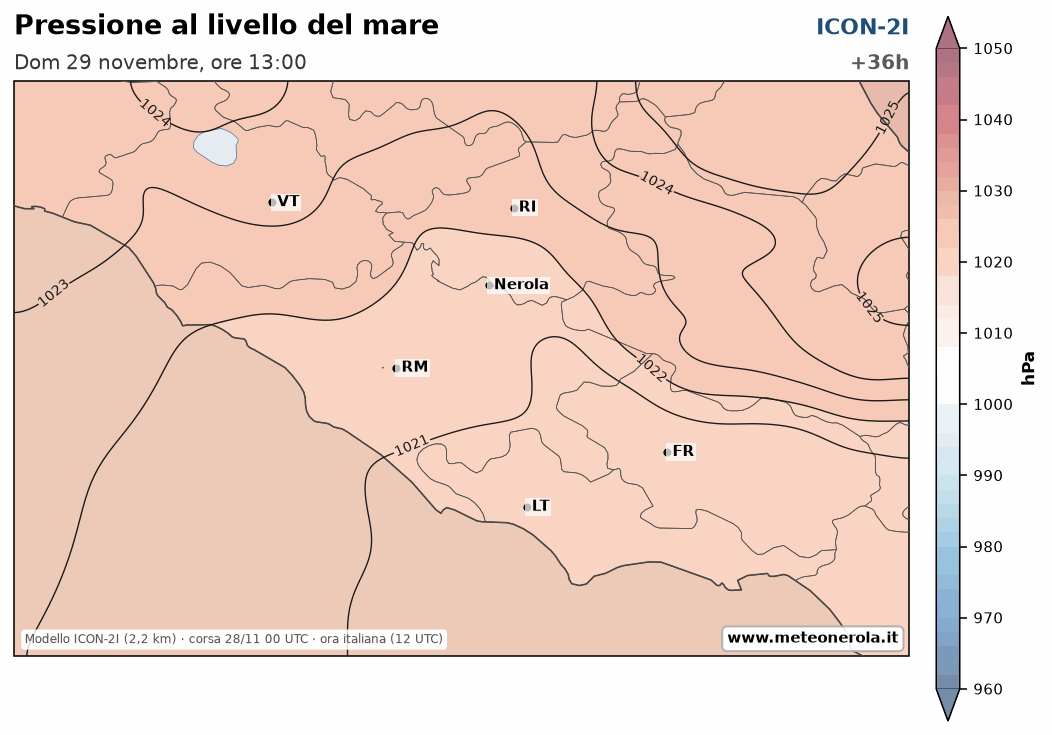 Pressione al livello del mare
ICON-2I
Dom 29 novembre, ore 13:00
+36h
1024
1025
1024
VT
RI
1023
Nerola
1025
RM
1022
1021
FR
LT
Modello ICON-2I (2,2 km) · corsa 28/11 00 UTC · ora italiana (12 UTC)
www.meteonerola.it
1050
1040
1030
1020
1010
1000
990
980
970
960
hPa